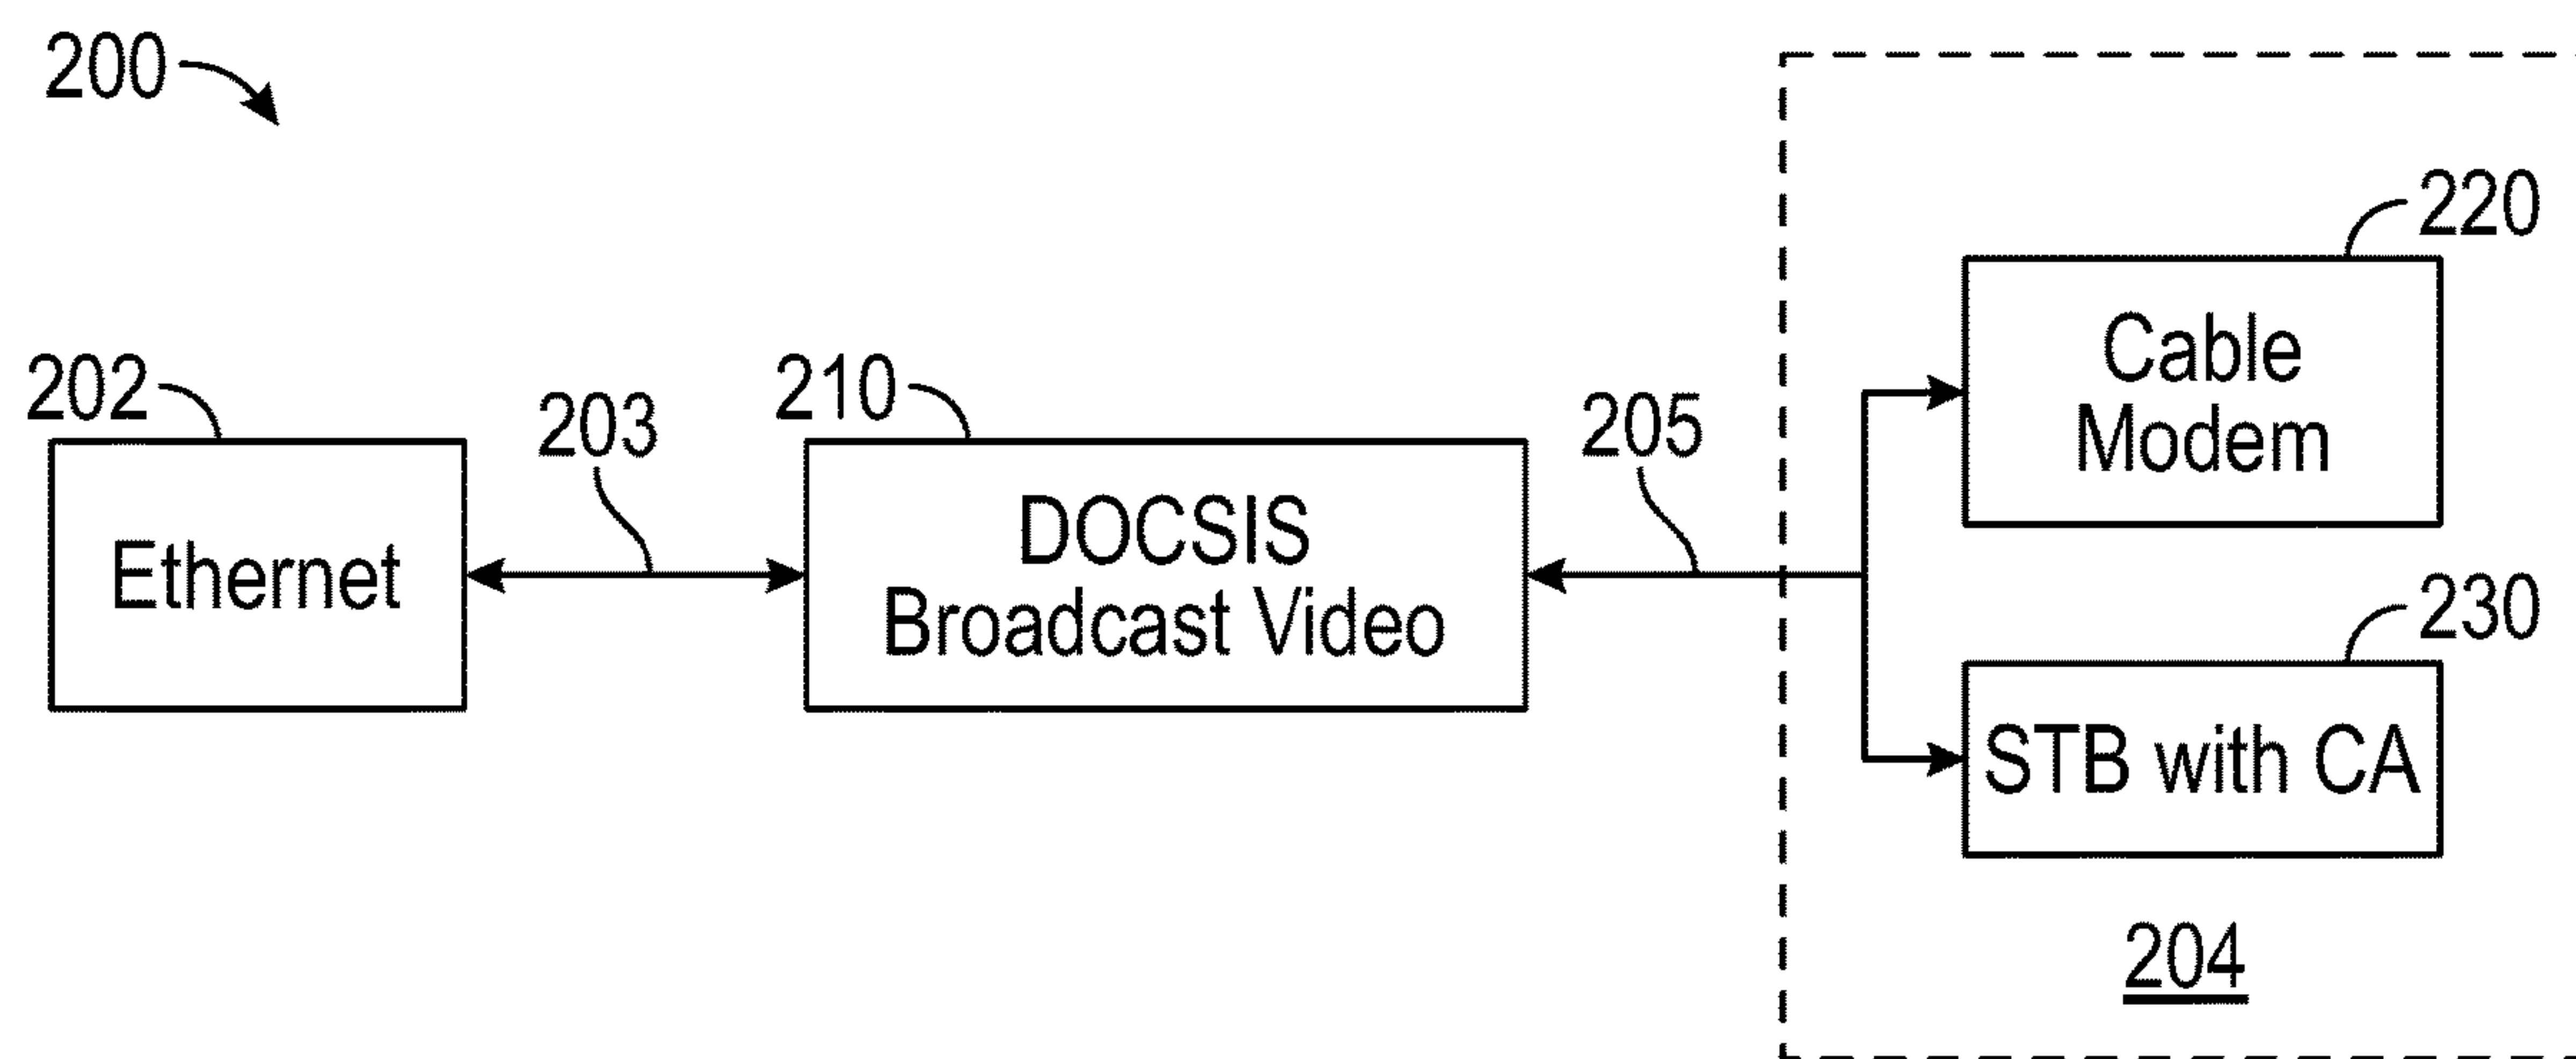 200
220
Cable
Modem
202
203
210
205
Ethernet
DOCSIS
Broadcast Video
230
STB with CA
204